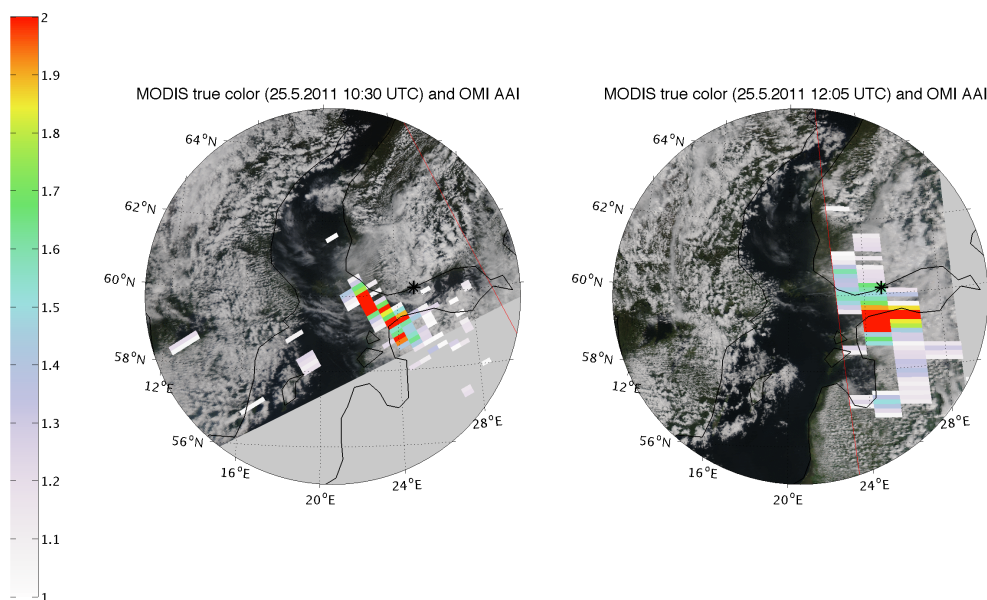 2
1.9
1.8
1.7
1.6
1.5
1.4
1.3
1.2
1.1
1
MODIS true color (25.5.2011 10:30 UTC) and OMI AAI
64°N
62°N
60°N
58°N
12°E
56°N
16°E
20°E
24°E
28°E
MODIS true color (25.5.2011 12:05 UTC) and OMI AAI
64°N
62°N
60°N
58°N
12°E
56°N
16°E
20°E
24°E
28°E